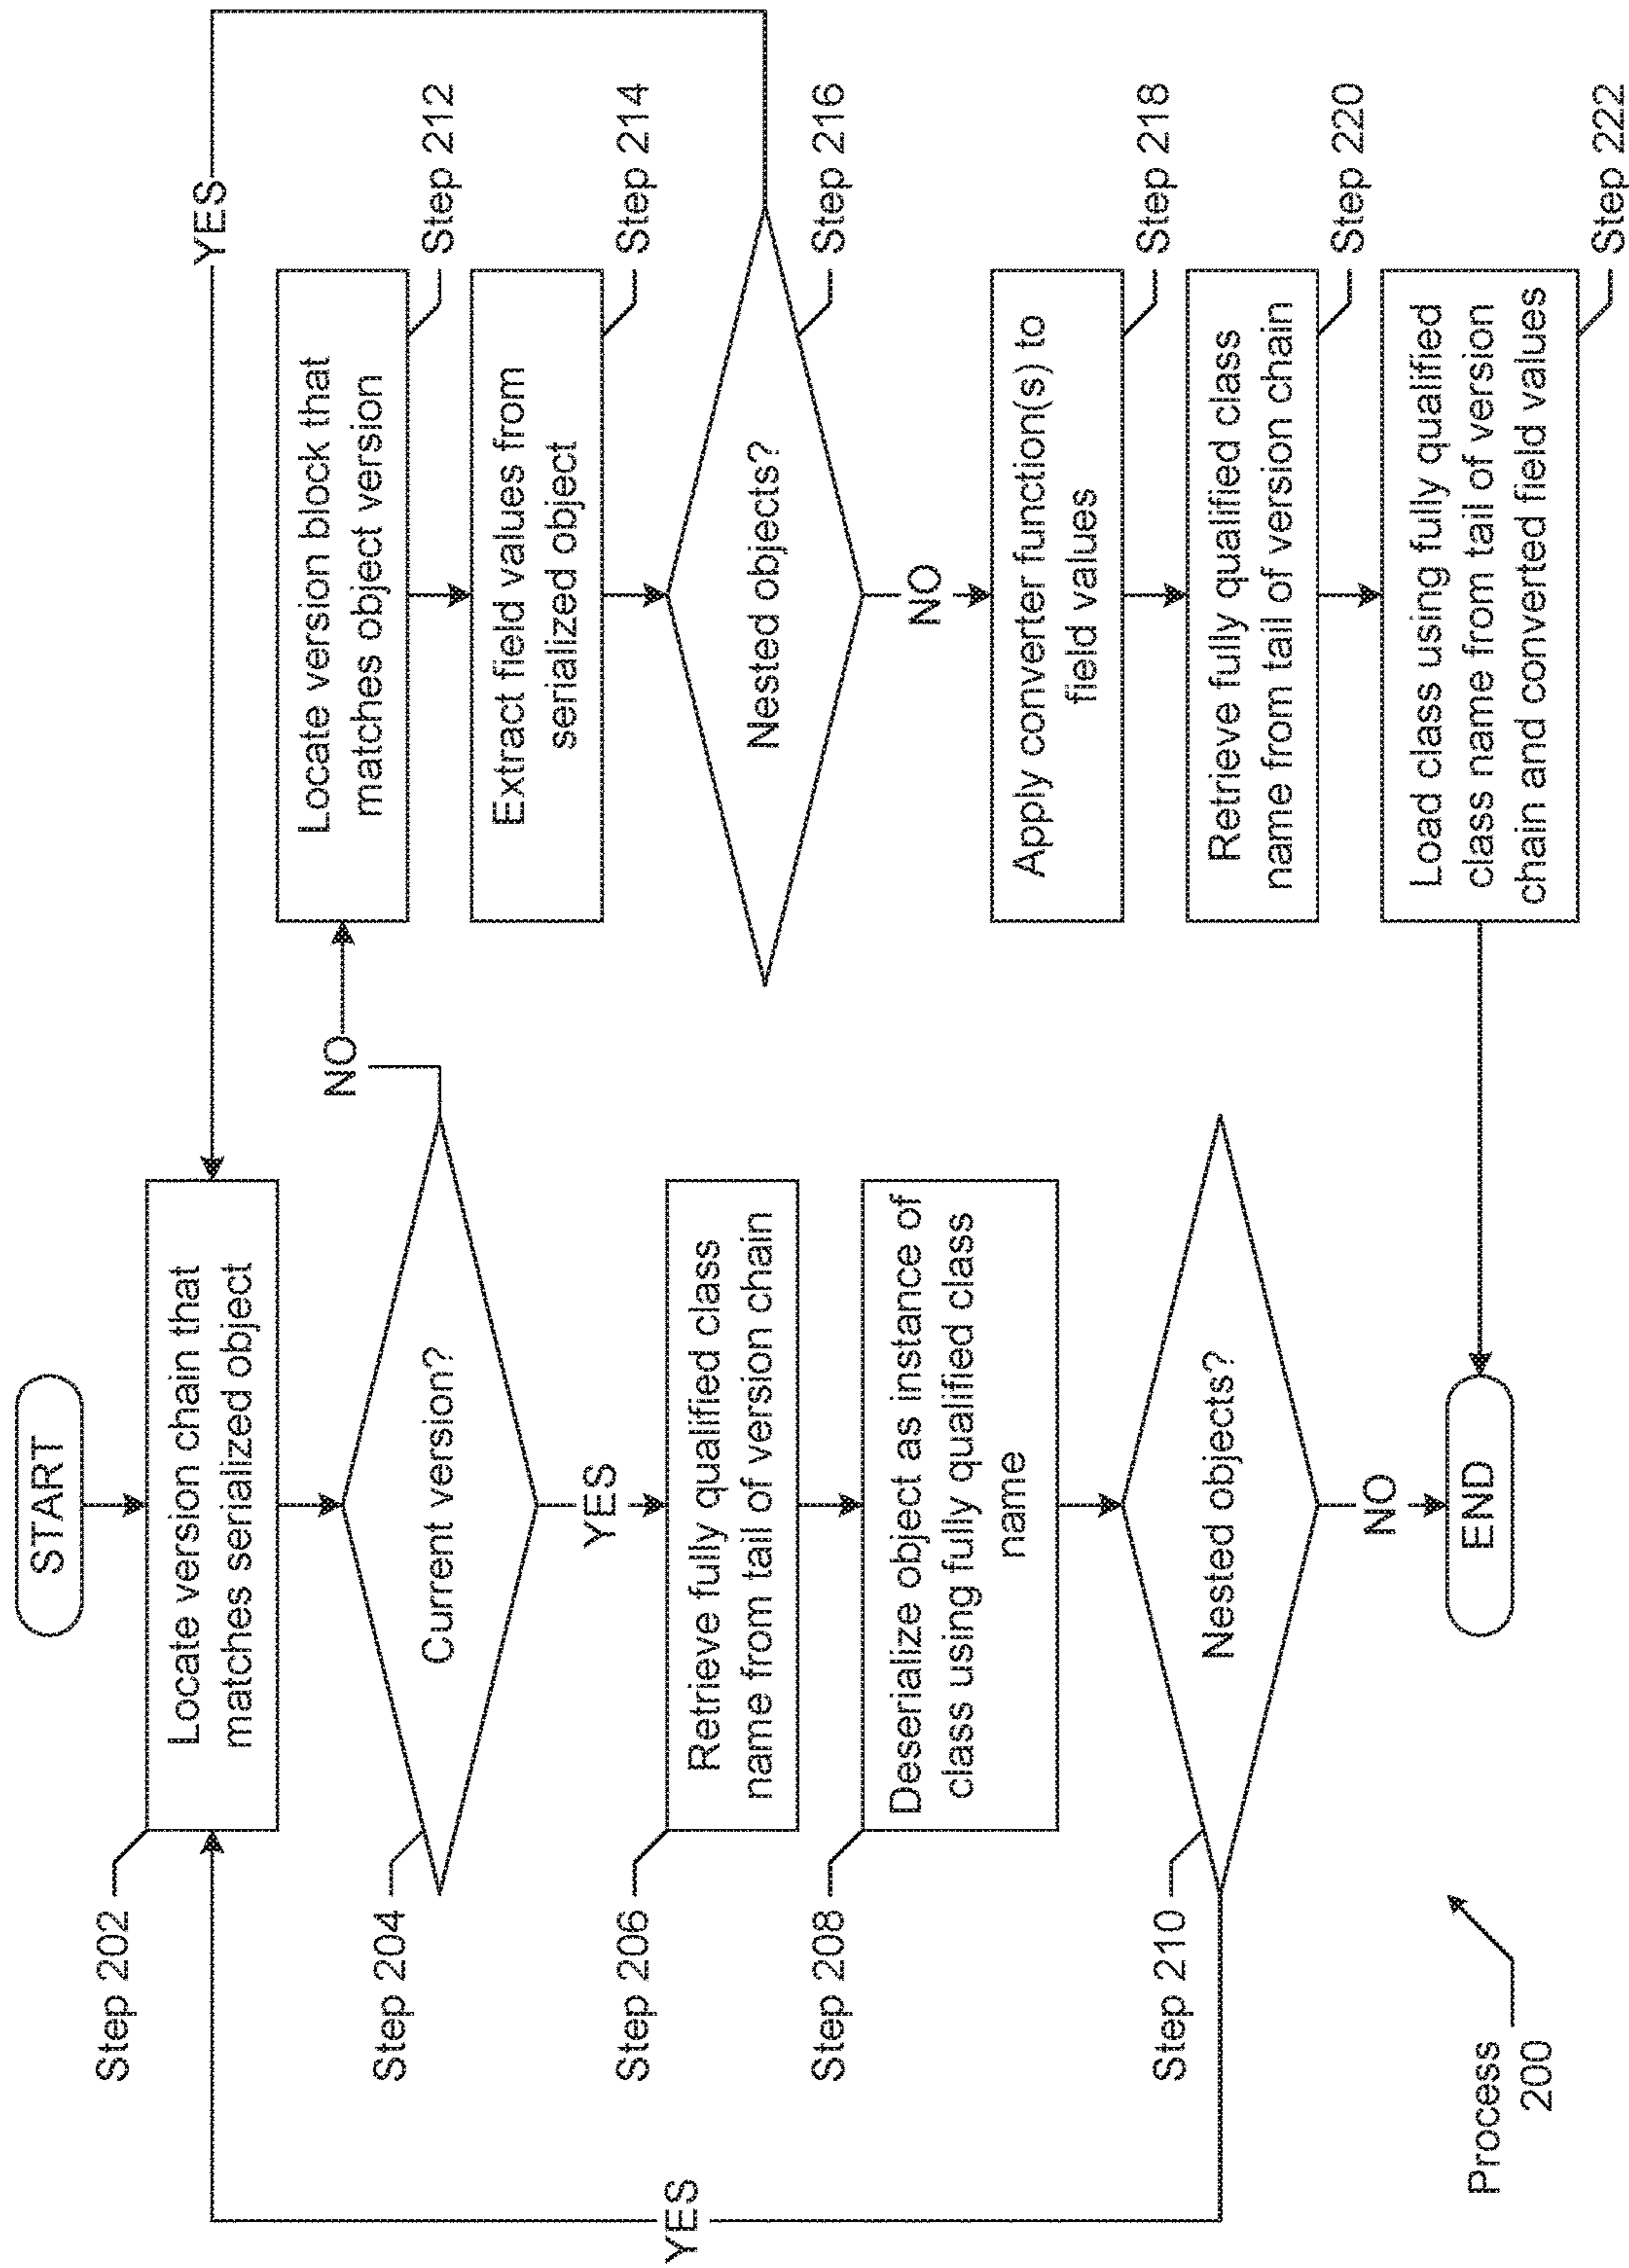 START
Step 202
Locate version chain that
matches serialized object
Step 204
Current version?
NO
YES
Step 206
Retrieve fully qualified class
name from tail of version chain
Step 208
Deserialize object as instance of
class using fully qualified class
name
Step 210
Nested objects?
YES
NO
END
Process
200
YES
Locate version block that
matches object version
Step 212
Extract field values from
serialized object
Step 214
Nested objects?
Step 216
NO
Apply converter function(s) to
field values
Step 218
Retrieve fully qualified class
name from tail of version chain
Step 220
Load class using fully qualified
class name from tail of version
chain and converted field values
Step 222